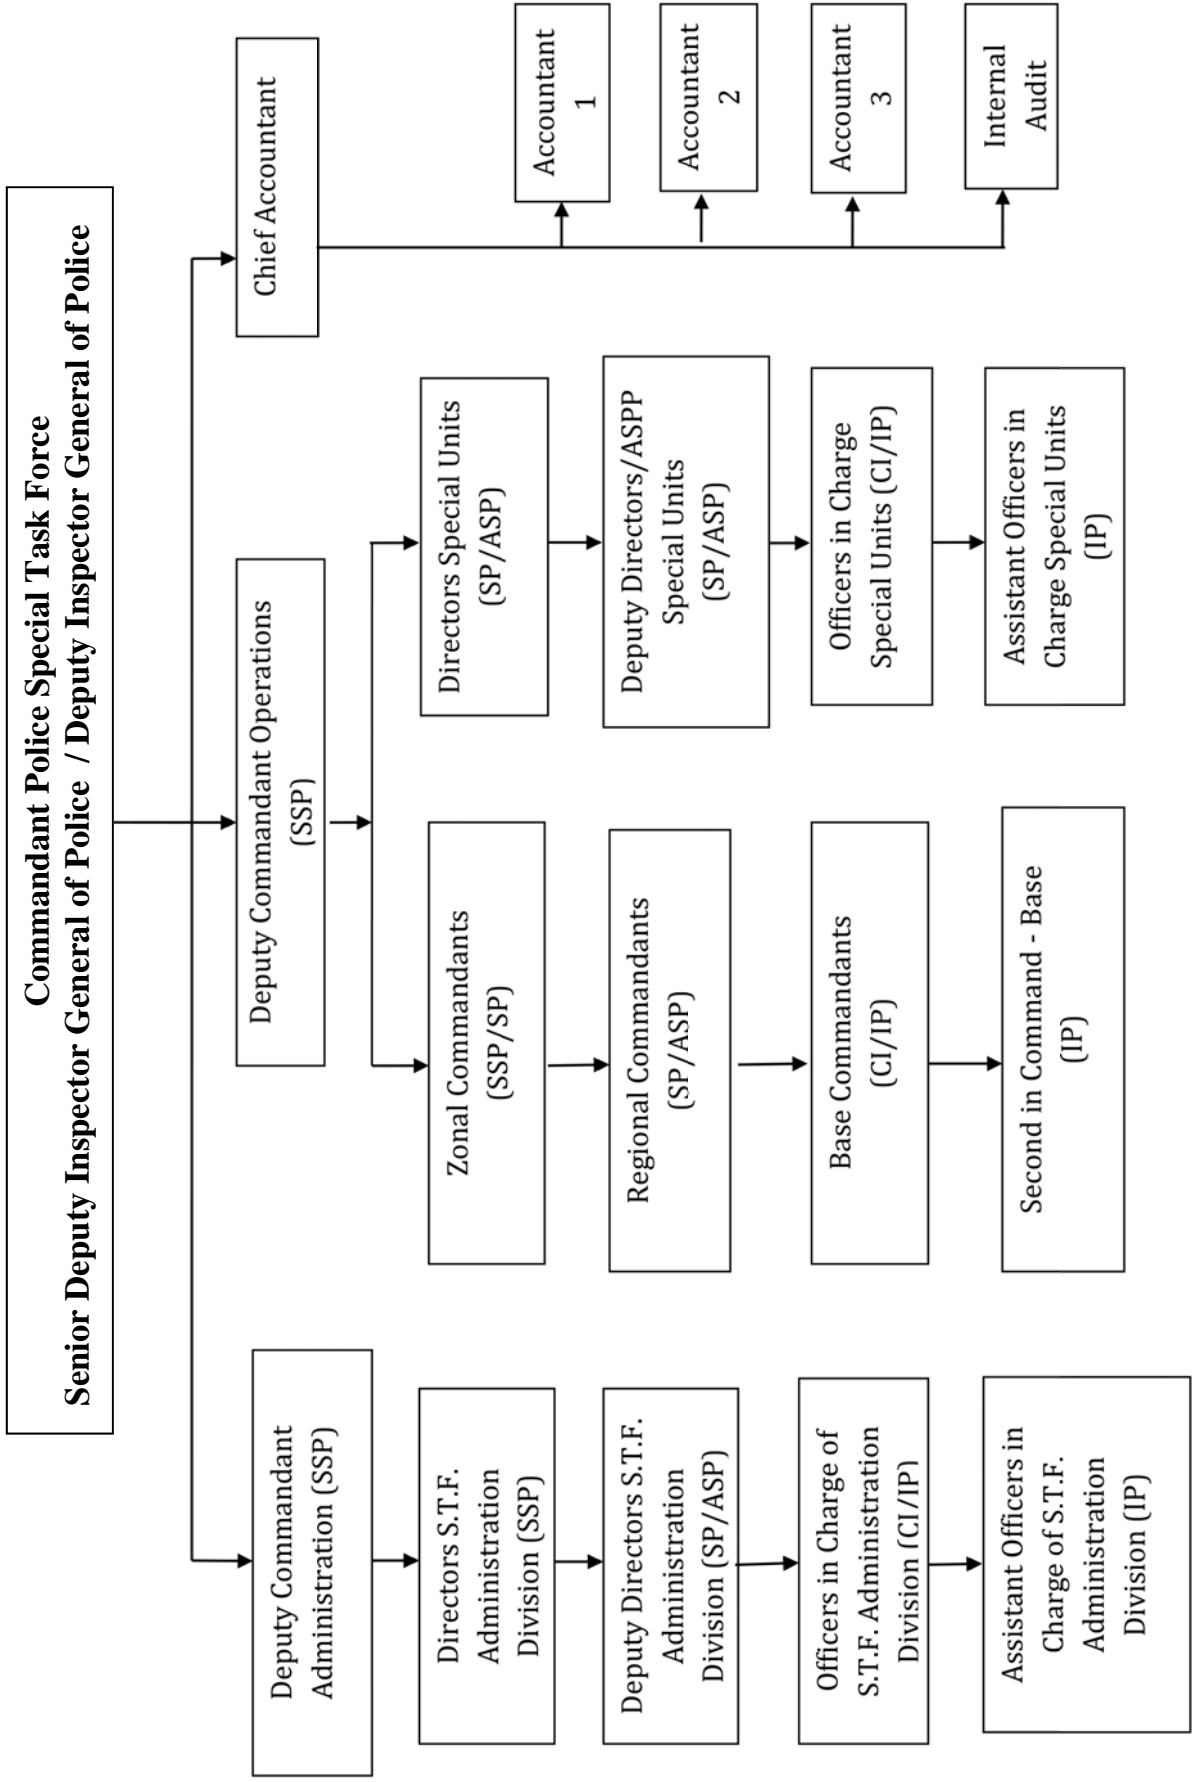 Commandant Police Special Task Force
Senior Deputy Inspector General of Police / Deputy Inspector General of Police
Deputy Commandant
Administration (SSP)
Directors S.T.F.
Administration
Division (SSP)
Deputy Directors S.T.F.
Administration
Division (SP/ASP)
Officers in Charge of
S.T.F. Administration
Division (CI/IP)
Assistant Officers in
Charge of S.T.F.
Administration
Division (IP)
Deputy Commandant Operations
(SSP)
Zonal Commandants
(SSP/SP)
Regional Commandants
(SP/ASP)
Base Commandants
(CI/IP)
Second in Command - Base
(IP)
Directors Special Units
(SP/ASP)
Deputy Directors/ASPP
Special Units
(SP/ASP)
Officers in Charge
Special Units (CI/IP)
Assistant Officers in
Charge Special Units
(IP)
Chief Accountant
Accountant
1
Accountant
2
Accountant
3
Internal
Audit